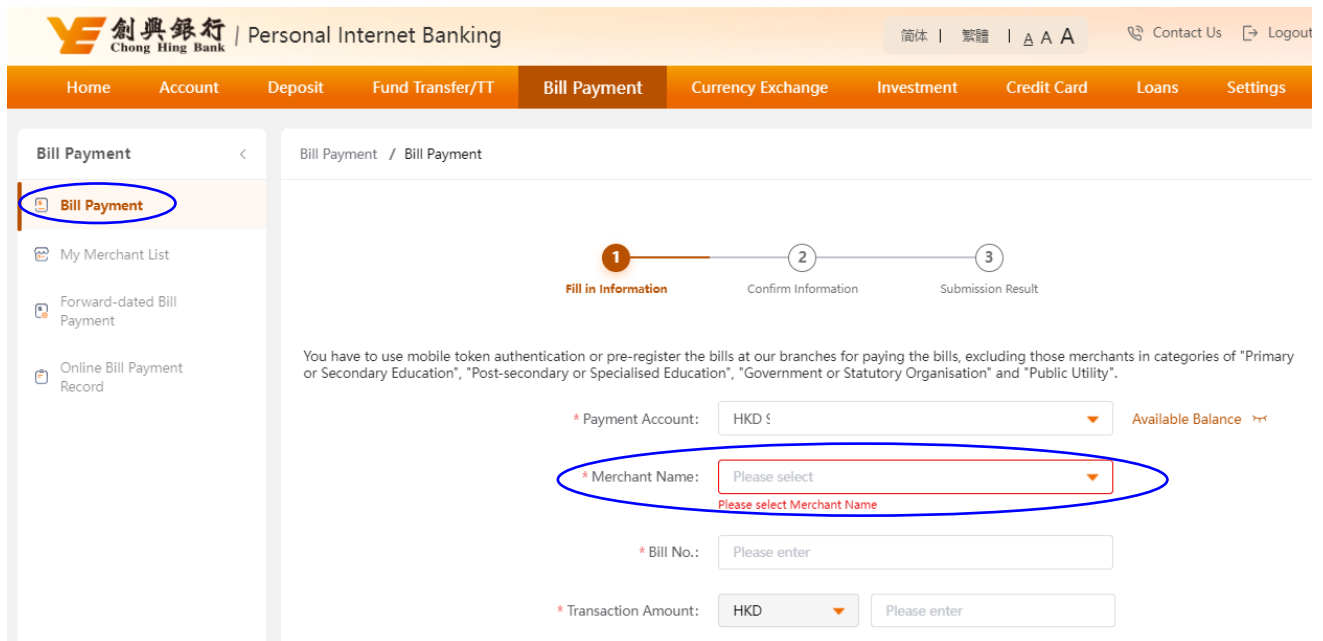 創興銀行 | Personal Internet Banking 简体 | 繁體 | A A A Contact Us Logout
Chong Hing Bank
Home Account Deposit Fund Transfer/TT Bill Payment Currency Exchange Investment Credit Card Loans Settings
Bill Payment
Bill Payment
My Merchant List
Forward-dated Bill
Payment
Online Bill Payment
Record
Bill Payment / Bill Payment
1 2 3
Fill in Information Confirm Information Submission Result
You have to use mobile token authentication or pre-register the bills at our branches for paying the bills, excluding those merchants in categories of "Primary
or Secondary Education", "Post-secondary or Specialised Education", "Government or Statutory Organisation" and "Public Utility".
* Payment Account: HKD Available Balance
* Merchant Name: Please select
Please select Merchant Name
* Bill No.: Please enter
* Transaction Amount: HKD Please enter